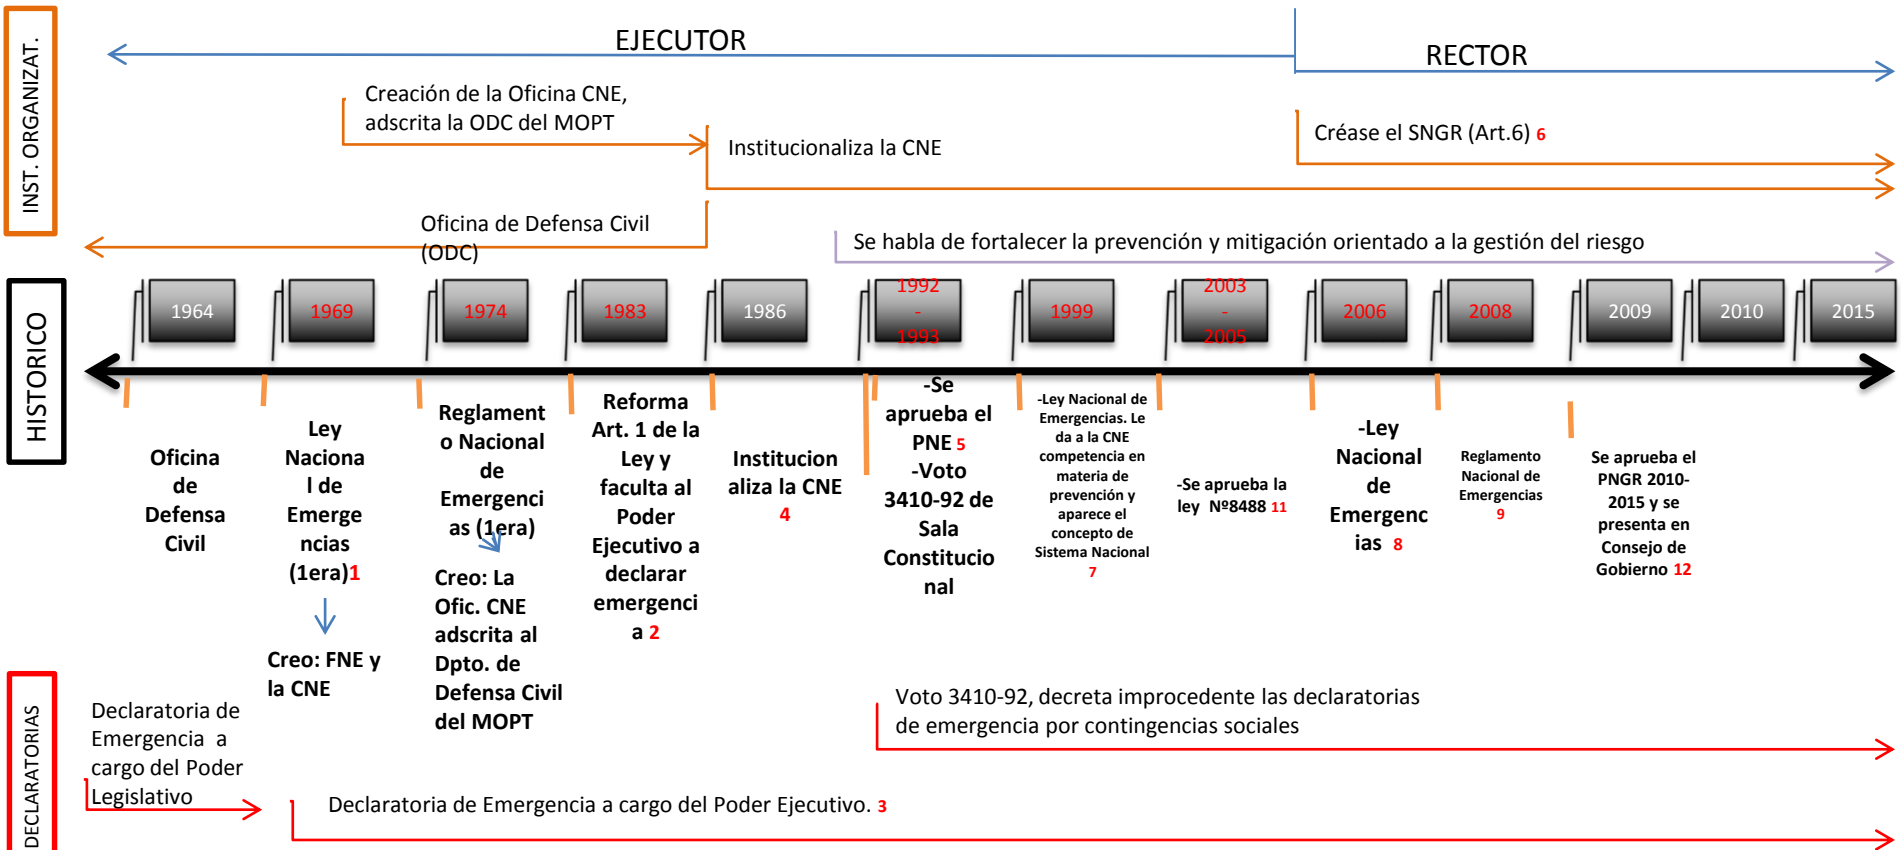 INST. ORGANIZAT.
EJECUTOR
RECTOR
Creación de la Oficina CNE,
adscrita la ODC del MOPT
Institucionaliza la CNE
Créase el SNGR (Art.6) 6
Oficina de Defensa Civil
(ODC)
Se habla de fortalecer la prevención y mitigación orientado a la gestión del riesgo
HISTORICO
1964
1969
1974
1983
1986
1992
-
1993
1999
2003
-
2005
2006
2008
2009
2010
2015
Oficina
de
Defensa
Civil
Ley
Naciona
l de
Emerge
ncias
(1era)1
Creo: FNE y
la CNE
Reglament
o Nacional
de
Emergenci
as (1era)
Creo: La
Ofic. CNE
adscrita al
Dpto. de
Defensa Civil
del MOPT
Reforma
Art. 1 de la
Ley y
faculta al
Poder
Ejecutivo a
declarar
emergenci
a 2
Institucion
aliza la CNE
4
-Se
aprueba el
PNE 5
-Voto
3410-92 de
Sala
Constitucio
nal
-Ley Nacional de
Emergencias. Le
da a la CNE
competencia en
materia de
prevención y
aparece el
concepto de
Sistema Nacional
7
-Se aprueba la
ley Nº8488 11
-Ley
Nacional
de
Emergenc
ias 8
Reglamento
Nacional de
Emergencias
9
Se aprueba el
PNGR 2010-
2015 y se
presenta en
Consejo de
Gobierno 12
DECLARATORIAS
Declaratoria de
Emergencia a
cargo del Poder
Legislativo
Voto 3410-92, decreta improcedente las declaratorias
de emergencia por contingencias sociales
Declaratoria de Emergencia a cargo del Poder Ejecutivo. 3